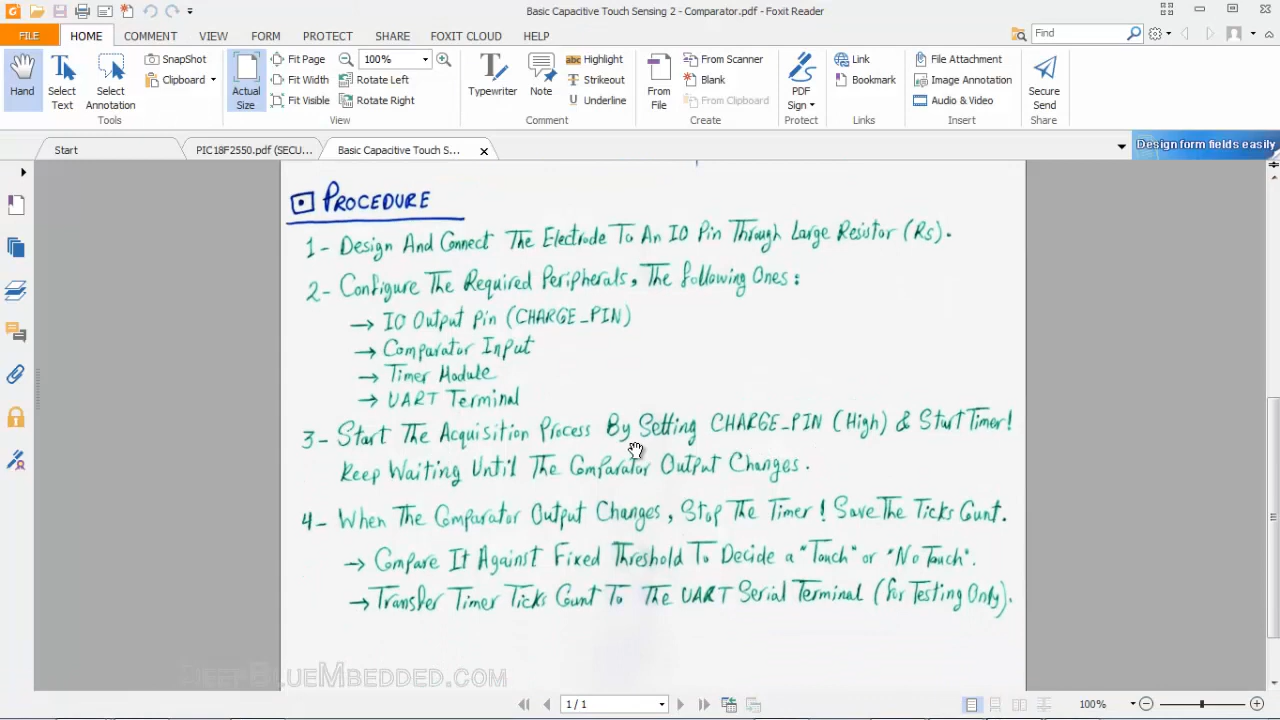 Basic Capacitive Touch Sensing 2 - Comparator.pdf - Foxit Reader
FILE HOME COMMENT VIEW FORM PROTECT SHARE FOXIT CLOUD HELP Find
Hand
Select Text
Select Annotation
SnapShot
Clipboard
Tools
Actual Size
Fit Page
Fit Width
Fit Visible
100%
Rotate Left
Rotate Right
View
Typewriter
Note
Highlight
Strikeout
Underline
Comment
From File
From Scanner
Blank
From Clipboard
Create
PDF Sign
Protect
Link
Bookmark
Links
File Attachment
Image Annotation
Audio & Video
Insert
Secure Send
Share
Start PIC18F2550.pdf (SECU... Basic Capacitive Touch S... Design form fields easily
PROCEDURE
1- Design And Connect The Electrode To An IO Pin Through Large Resistor (Rs).
2- Configure The Required Peripherals, The Following Ones:
→ IO Output Pin (CHARGE_PIN)
→ Comparator Input
→ Timer Module
→ UART Terminal
3- Start The Acquisition Process By Setting CHARGE_PIN (High) & Start Timer!
Keep Waiting Until The Comparator Output Changes.
4- When The Comparator Output Changes, Stop The Timer! Save The Ticks Count.
→ Compare It Against Fixed Threshold To Decide a "Touch" or "No Touch".
→ Transfer Timer Ticks Count To The UART Serial Terminal (For Testing Only).
DEEPBLUEMBEDDED.COM
1 / 1 100%